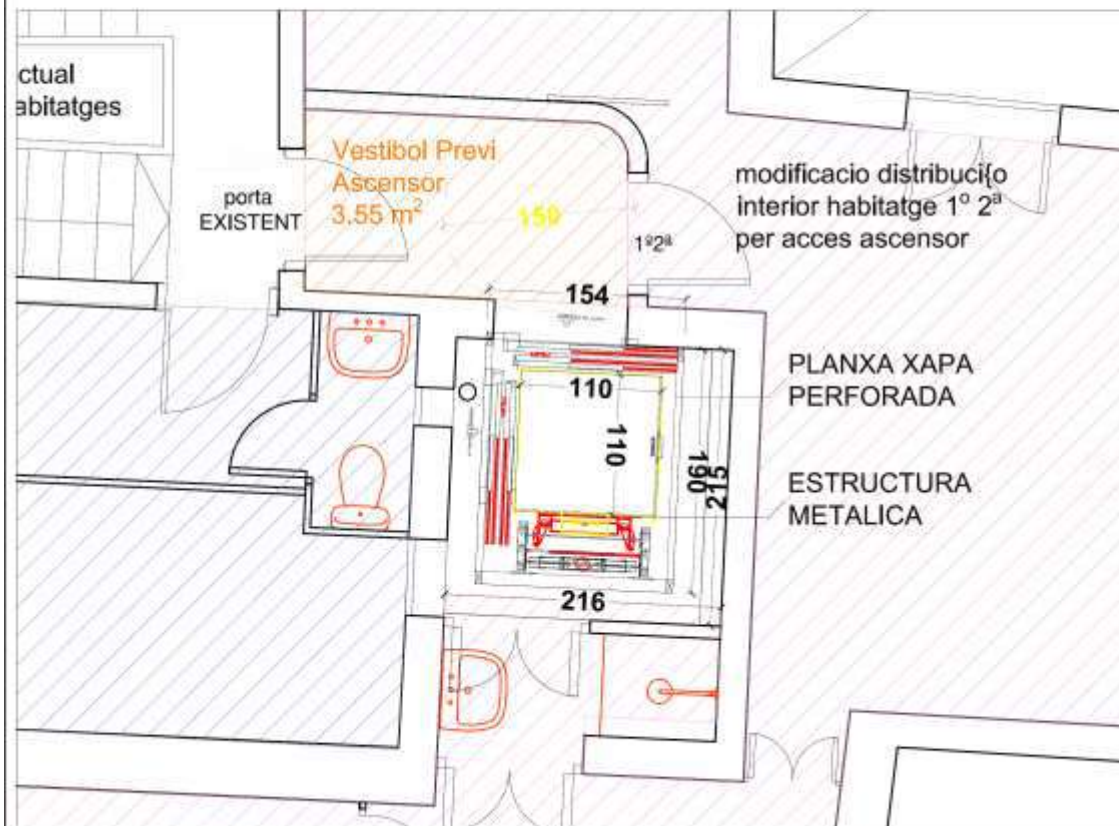 ctual
abitatges
porta
EXISTENT
Vestibol Previ
Ascensor
3.55 m²
159
1º2ª
modificacio distribuci{o
interior habitatge 1º 2ª
per acces ascensor
154
110
110
190
215
216
PLANXA XAPA
PERFORADA
ESTRUCTURA
METALICA